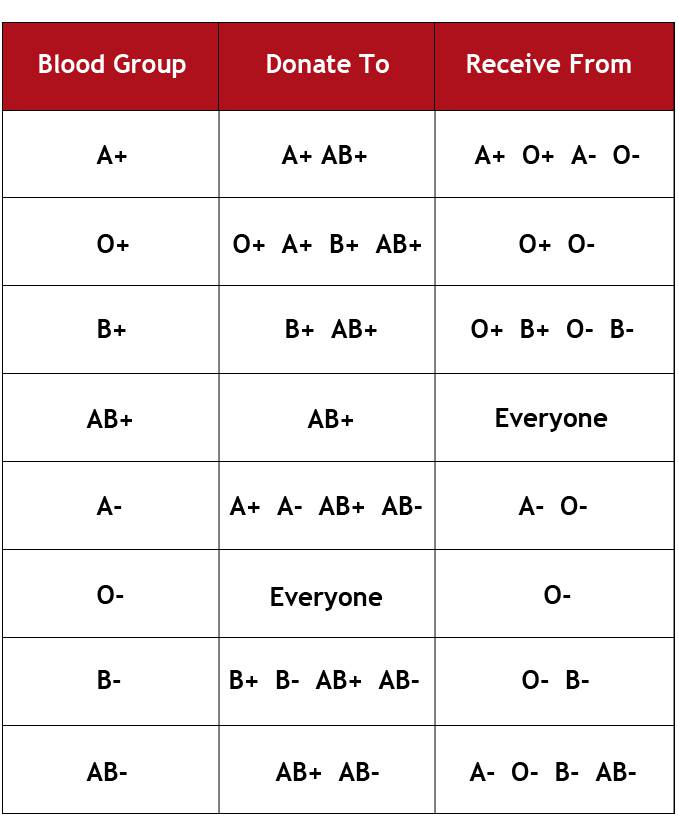 Blood Group Donate To Receive From
A+ A+ AB+ A+ O+ A- O-
O+ O+ A+ B+ AB+ O+ O-
B+ B+ AB+ O+ B+ O- B-
AB+ AB+ Everyone
A- A+ A- AB+ AB- A- O-
O- Everyone O-
B- B+ B- AB+ AB- O- B-
AB- AB+ AB- A- O- B- AB-